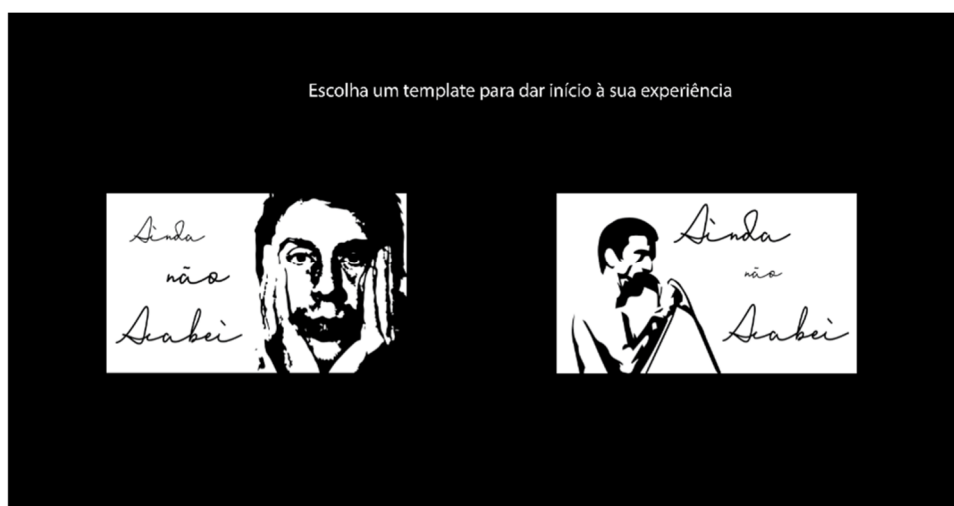 Escolha um template para dar início à sua experiência
Ainda
não
Acabei
Ainda
não
Acabei